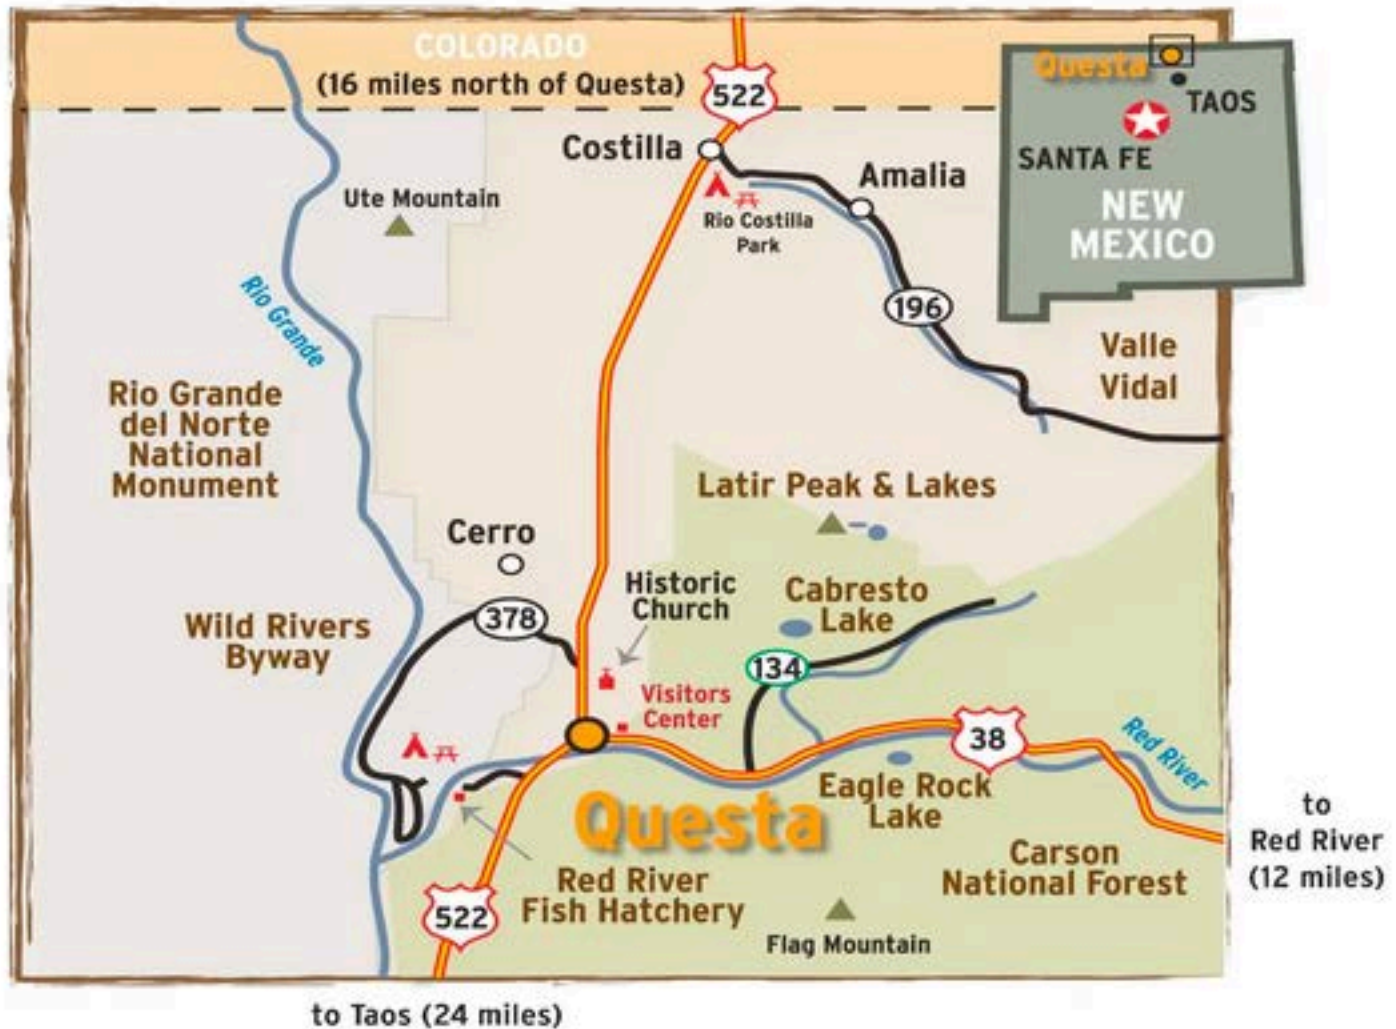 COLORADO
(16 miles north of Questa)
522
Questa
TAOS
SANTA FE
NEW
MEXICO
Costilla
Amalia
Ute Mountain
Rio Costilla
Park
Rio Grande
196
Valle
Vidal
Rio Grande
del Norte
National
Monument
Latir Peak & Lakes
Cerro
Historic
Church
Cabresto
Lake
378
Wild Rivers
Byway
134
Visitors
Center
38
Red River
Eagle Rock
Lake
Questa
to
Red River
(12 miles)
Carson
National Forest
Red River
Fish Hatchery
522
Flag Mountain
to Taos (24 miles)